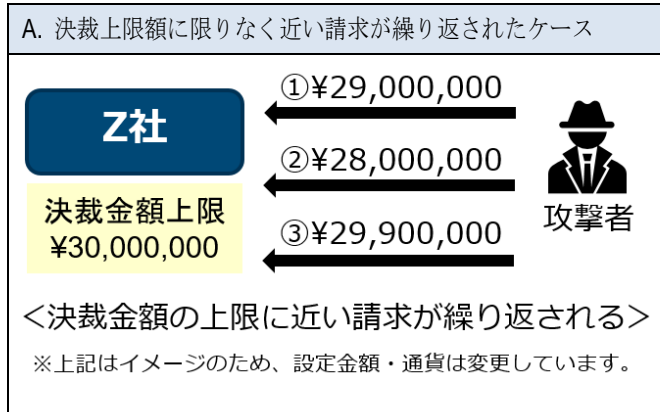 A. 決裁上限額に限りなく近い請求が繰り返されたケース
Z社
決裁金額上限
¥30,000,000
①¥29,000,000
②¥28,000,000
③¥29,900,000
攻撃者
＜決裁金額の上限に近い請求が繰り返される＞
※上記はイメージのため、設定金額・通貨は変更しています。